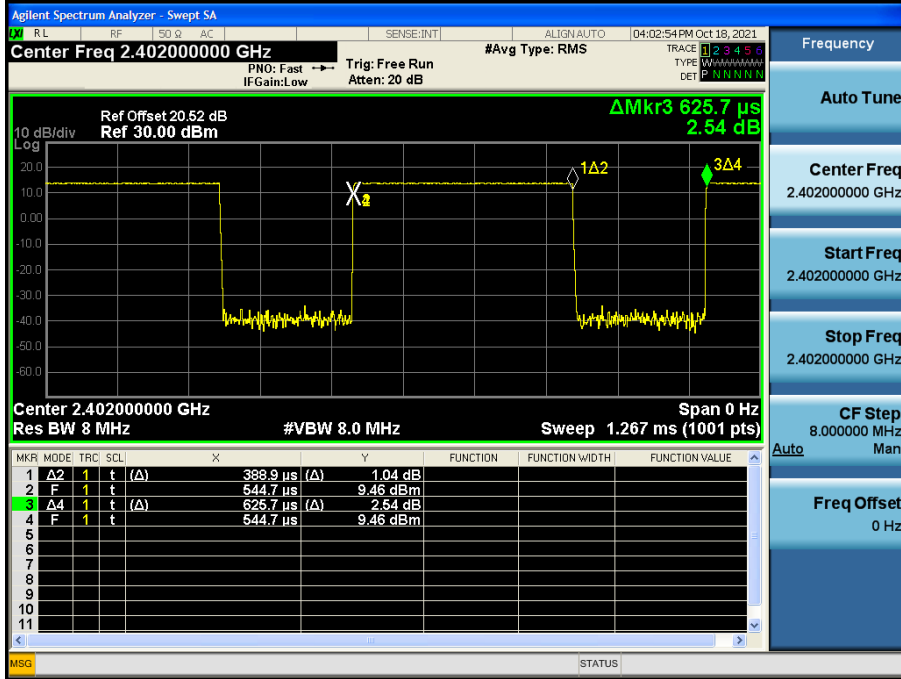 Agilent Spectrum Analyzer - Swept SA
LXI RL RF 50 Ω AC SENSE:INT ALIGNAUTO 04:02:54 PM Oct 18, 2021
Center Freq 2.402000000 GHz #Avg Type: RMS TRACE 1 2 3 4 5 6
PNO: Fast Trig: Free Run TYPE WWWWWW
IFGain:Low Atten: 20 dB DET P N N N N N
Frequency
Auto Tune
Center Freq
2.402000000 GHz
Start Freq
2.402000000 GHz
Stop Freq
2.402000000 GHz
CF Step
8.000000 MHz
Auto Man
Freq Offset
0 Hz
ΔMkr3 625.7 µs
2.54 dB
Ref Offset 20.52 dB
10 dB/div Ref 30.00 dBm
Log
20.0
10.0
0.00
-10.0
-20.0
-30.0
-40.0
-50.0
-60.0
1Δ2
3Δ4
Center 2.402000000 GHz Span 0 Hz
Res BW 8 MHz #VBW 8.0 MHz Sweep 1.267 ms (1001 pts)
MKR MODE TRC SCL X Y FUNCTION FUNCTION WIDTH FUNCTION VALUE
1 Δ2 1 t (Δ) 388.9 µs (Δ) 1.04 dB
2 F 1 t 544.7 µs 9.46 dBm
3 Δ4 1 t (Δ) 625.7 µs (Δ) 2.54 dB
4 F 1 t 544.7 µs 9.46 dBm
5
6
7
8
9
10
11
MSG STATUS